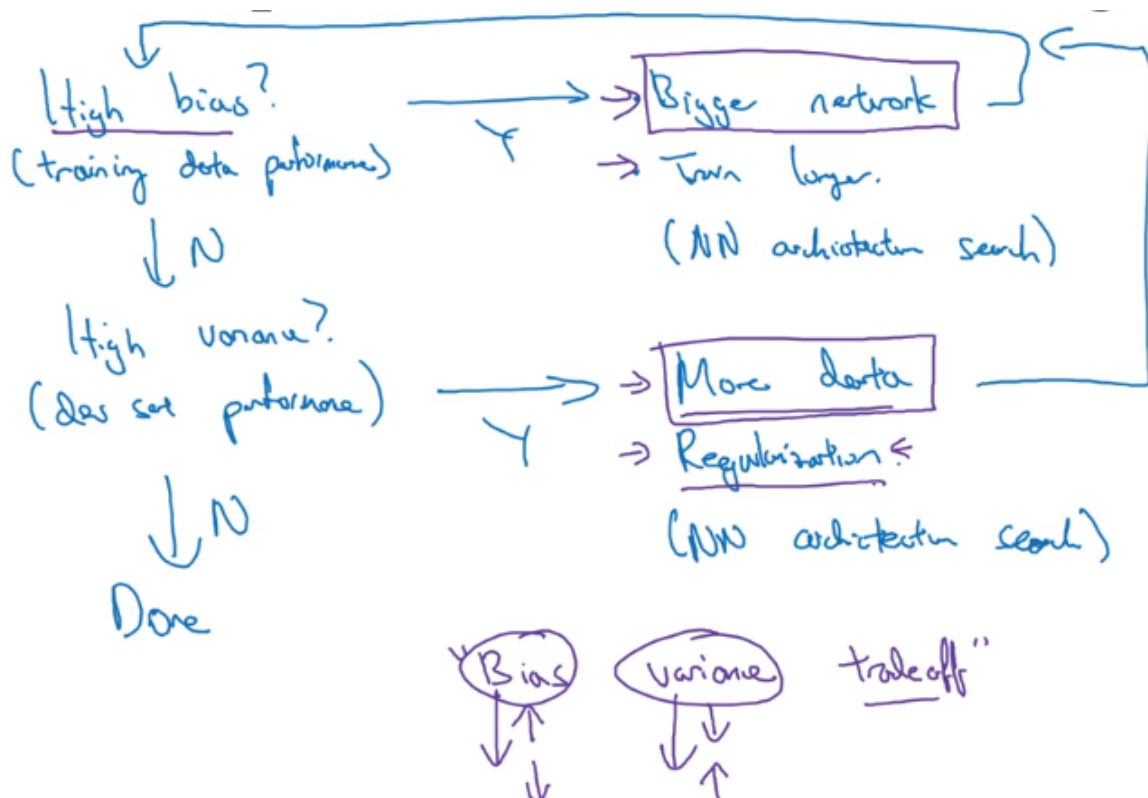 High bias?
(training data performance)
Y
Bigge network
Train longer.
(NN architecture search)
N
High variance?
(dev set performance)
Y
More data
Regularization.
(NN architecture search)
N
Done
"Bias variance tradeoff"